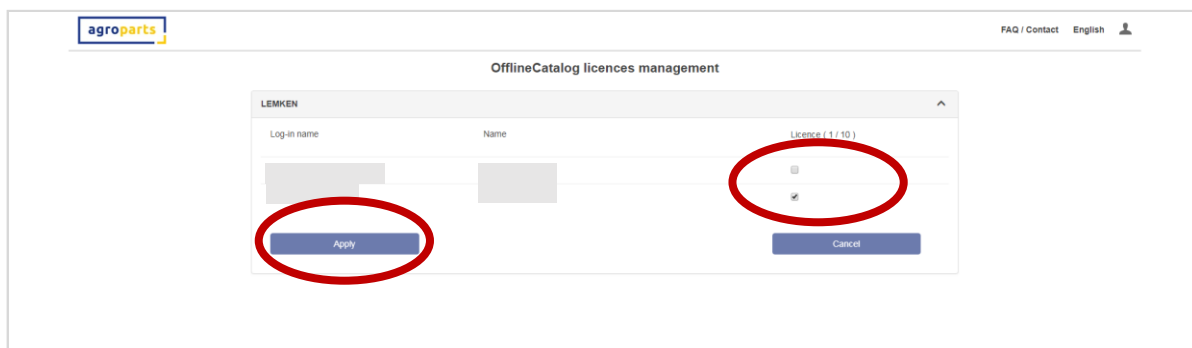 agroparts
FAQ / Contact English
OfflineCatalog licences management
LEMKEN
Log-in name Name Licence ( 1 / 10 )
Apply Cancel